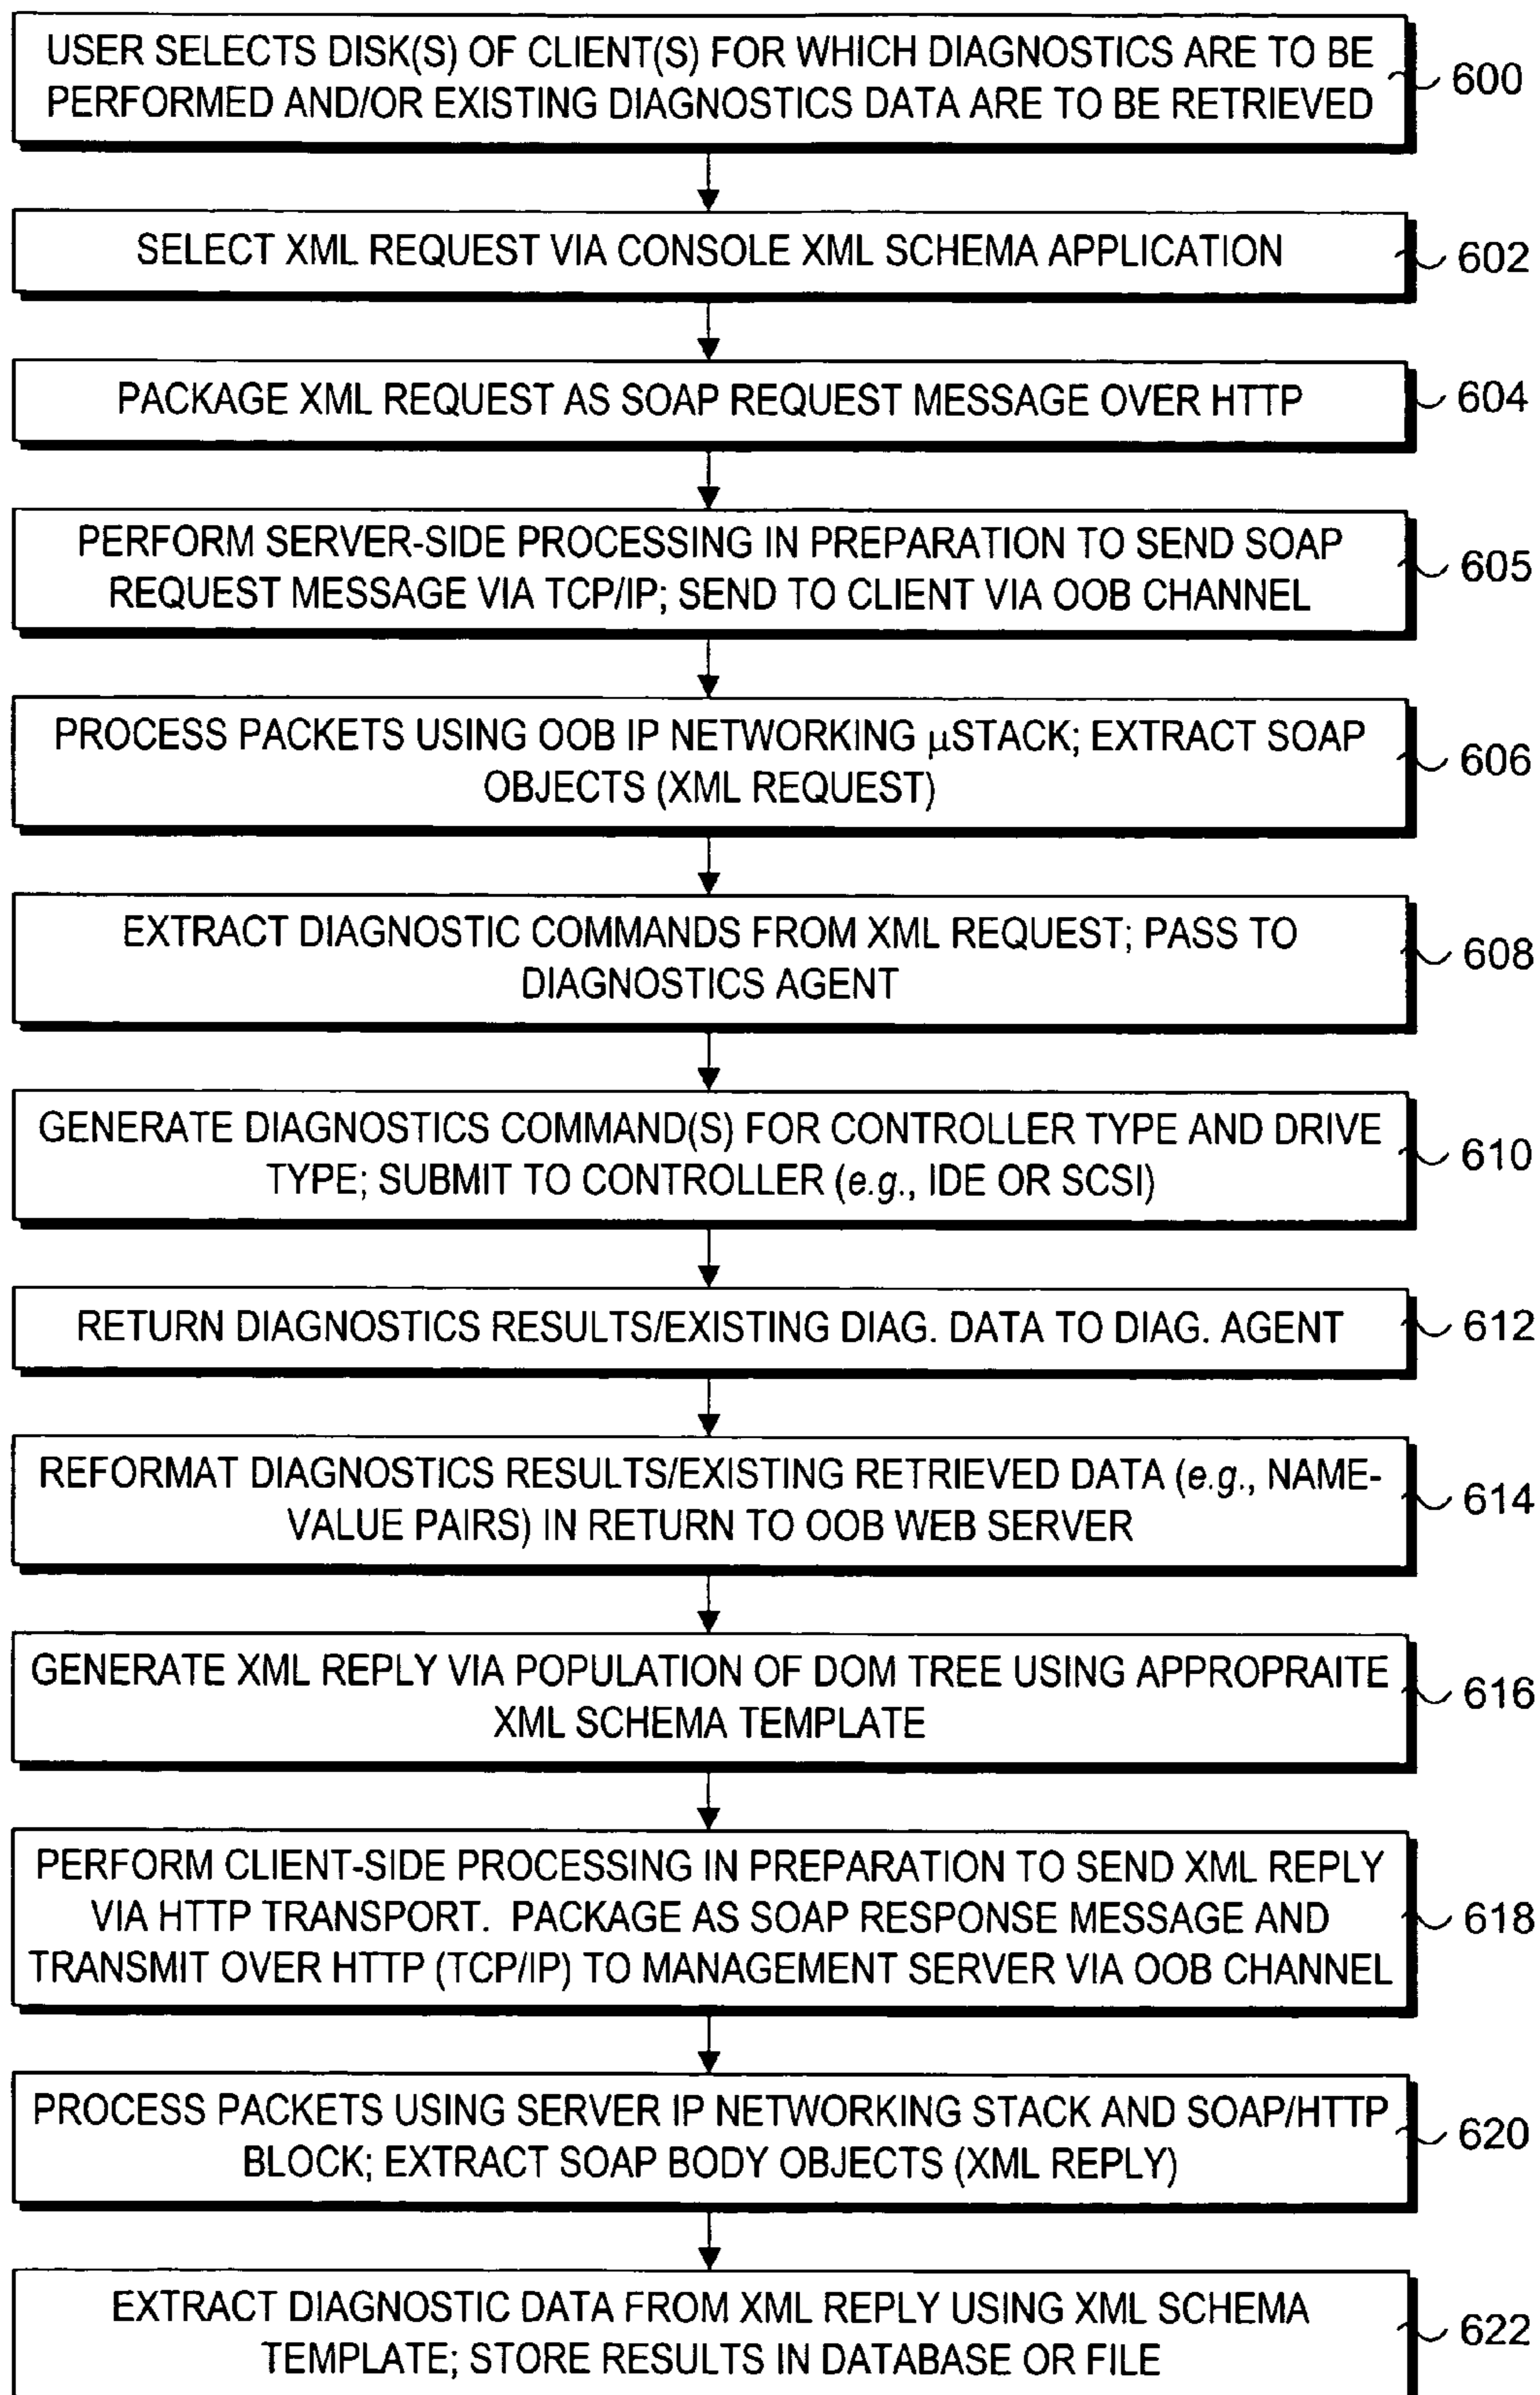 USER SELECTS DISK(S) OF CLIENT(S) FOR WHICH DIAGNOSTICS ARE TO BE
PERFORMED AND/OR EXISTING DIAGNOSTICS DATA ARE TO BE RETRIEVED
600
SELECT XML REQUEST VIA CONSOLE XML SCHEMA APPLICATION
602
PACKAGE XML REQUEST AS SOAP REQUEST MESSAGE OVER HTTP
604
PERFORM SERVER-SIDE PROCESSING IN PREPARATION TO SEND SOAP
REQUEST MESSAGE VIA TCP/IP; SEND TO CLIENT VIA OOB CHANNEL
605
PROCESS PACKETS USING OOB IP NETWORKING µSTACK; EXTRACT SOAP
OBJECTS (XML REQUEST)
606
EXTRACT DIAGNOSTIC COMMANDS FROM XML REQUEST; PASS TO
DIAGNOSTICS AGENT
608
GENERATE DIAGNOSTICS COMMAND(S) FOR CONTROLLER TYPE AND DRIVE
TYPE; SUBMIT TO CONTROLLER (e.g., IDE OR SCSI)
610
RETURN DIAGNOSTICS RESULTS/EXISTING DIAG. DATA TO DIAG. AGENT
612
REFORMAT DIAGNOSTICS RESULTS/EXISTING RETRIEVED DATA (e.g., NAME-
VALUE PAIRS) IN RETURN TO OOB WEB SERVER
614
GENERATE XML REPLY VIA POPULATION OF DOM TREE USING APPROPRAITE
XML SCHEMA TEMPLATE
616
PERFORM CLIENT-SIDE PROCESSING IN PREPARATION TO SEND XML REPLY
VIA HTTP TRANSPORT. PACKAGE AS SOAP RESPONSE MESSAGE AND
TRANSMIT OVER HTTP (TCP/IP) TO MANAGEMENT SERVER VIA OOB CHANNEL
618
PROCESS PACKETS USING SERVER IP NETWORKING STACK AND SOAP/HTTP
BLOCK; EXTRACT SOAP BODY OBJECTS (XML REPLY)
620
EXTRACT DIAGNOSTIC DATA FROM XML REPLY USING XML SCHEMA
TEMPLATE; STORE RESULTS IN DATABASE OR FILE
622